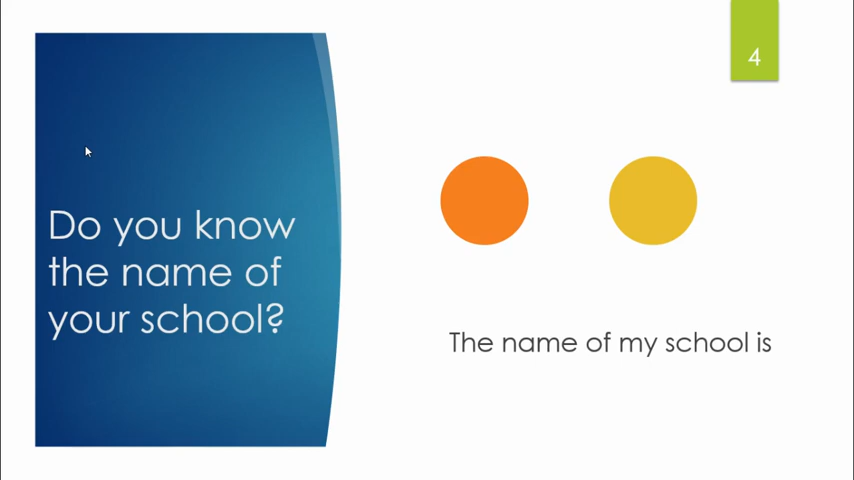 4
Do you know
the name of
your school?
The name of my school is